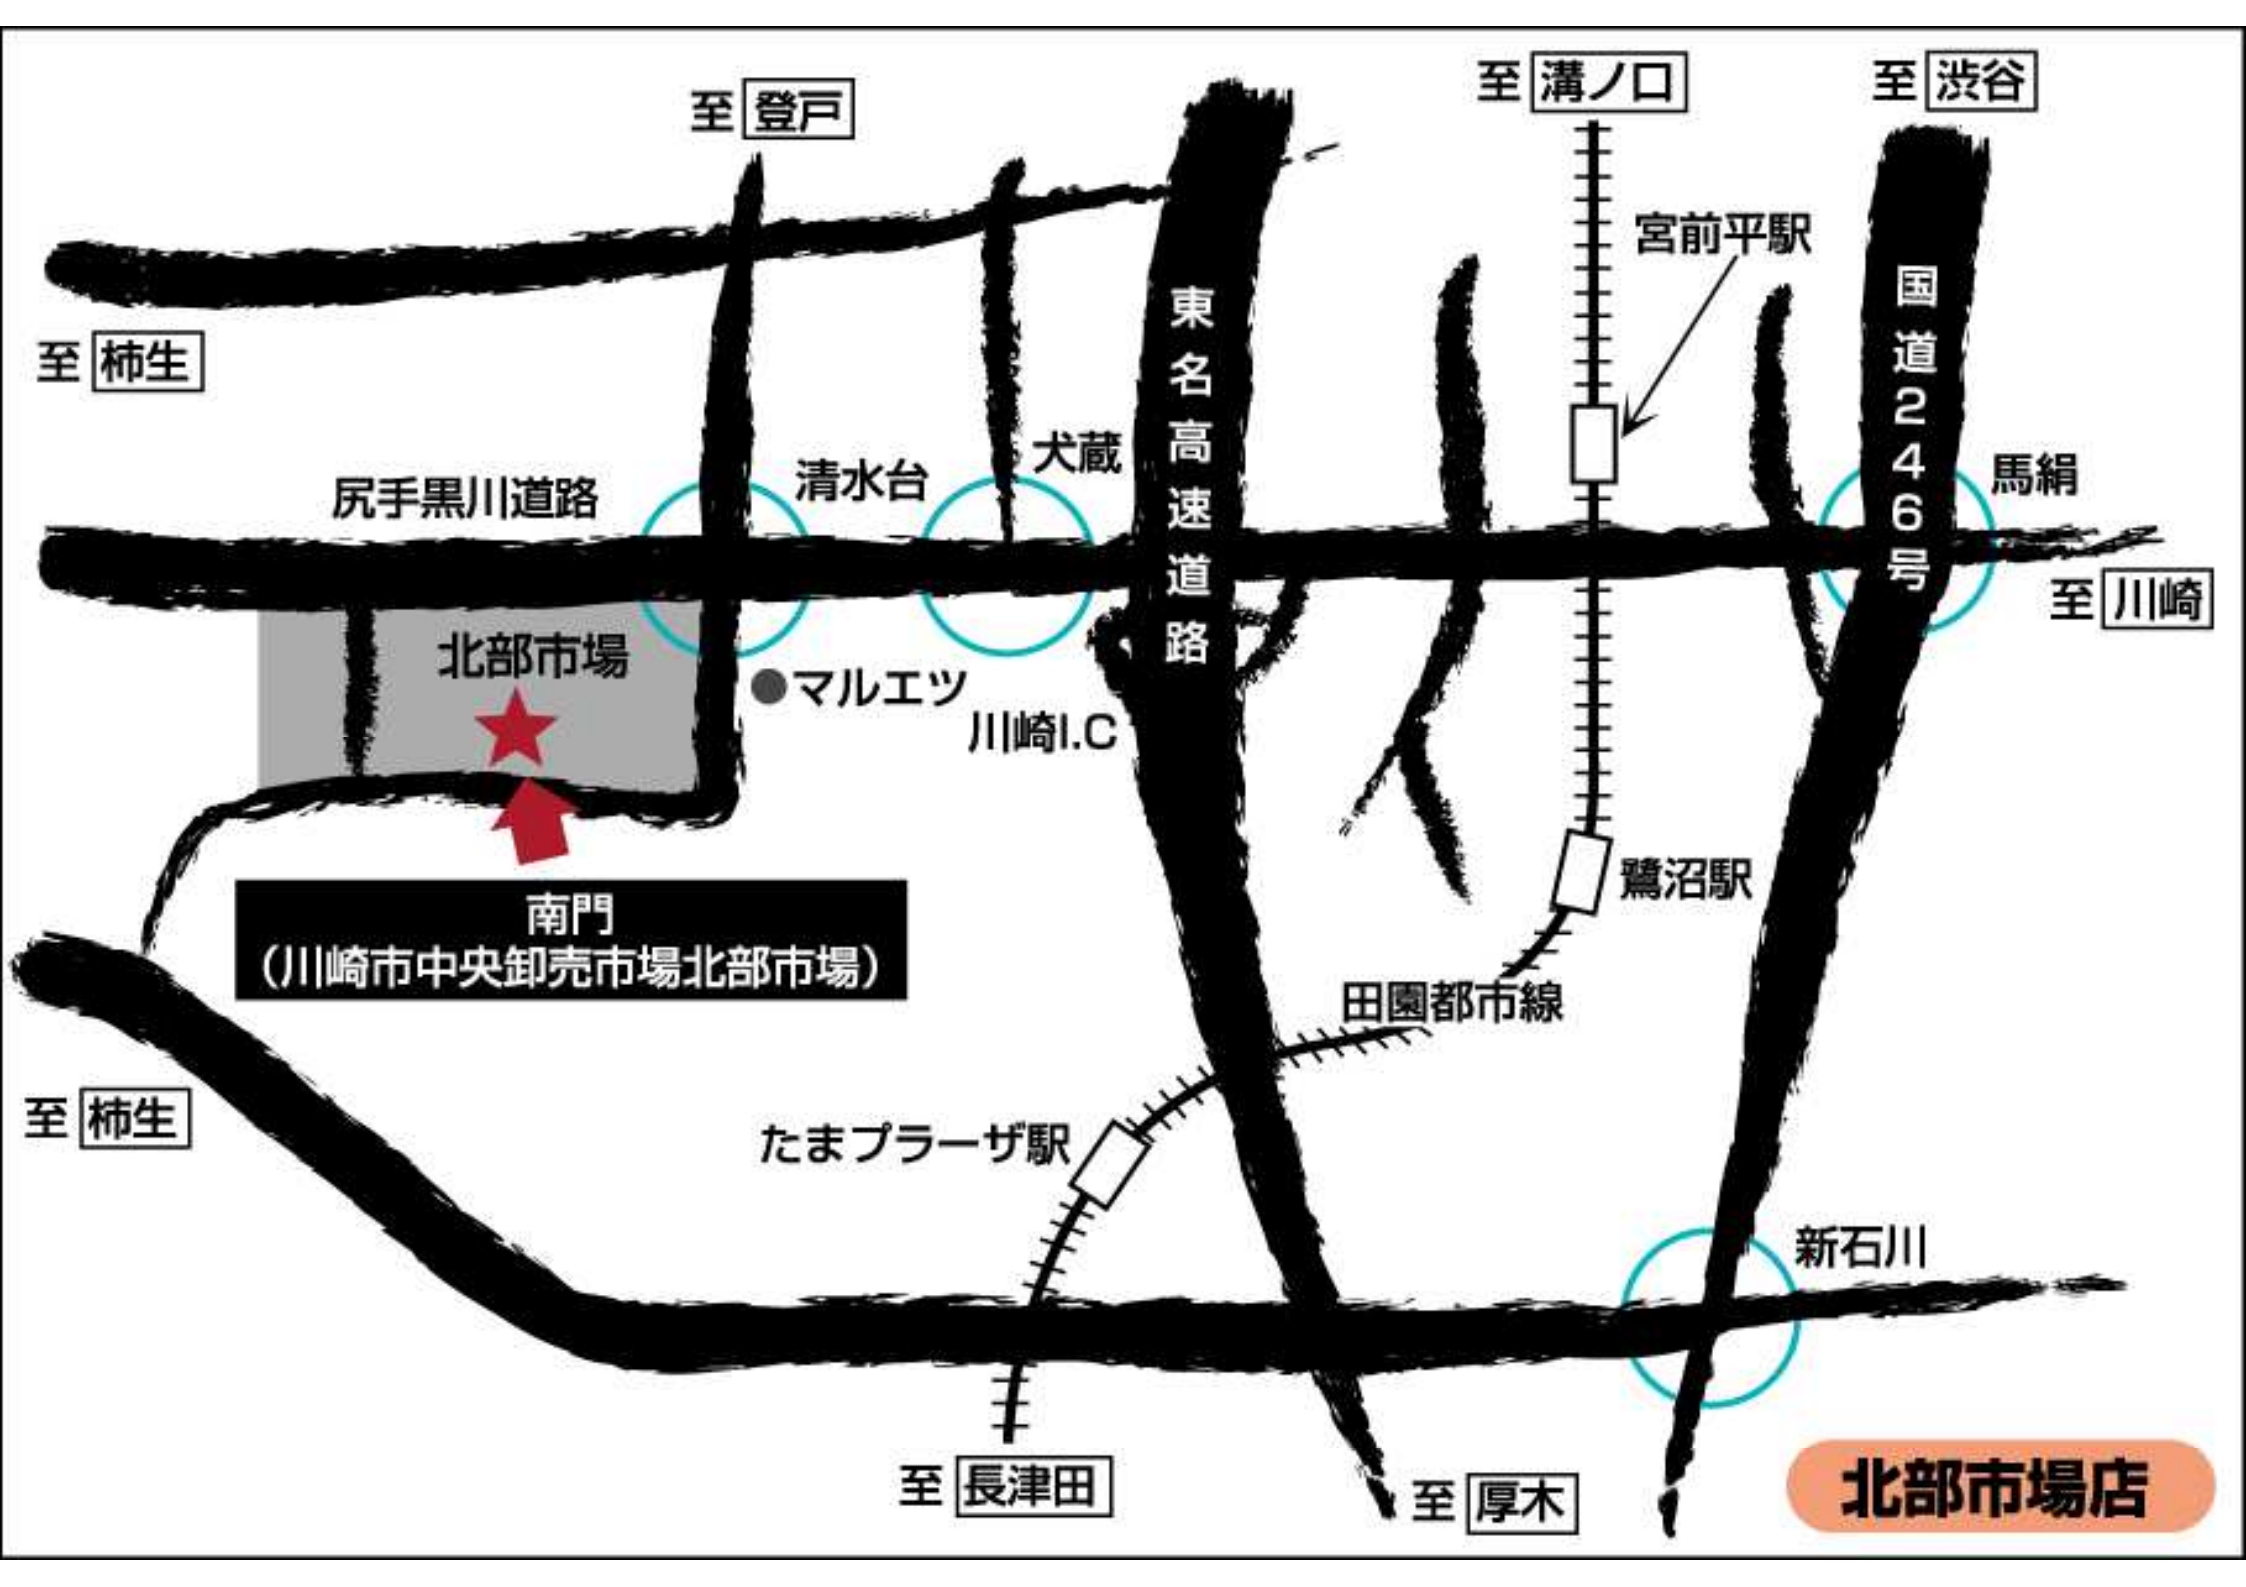 至 登戸
至 溝ノ口
至 渋谷
宮前平駅
東名高速道路
国道246号
至 柿生
尻手黒川道路
清水台
犬蔵
馬絹
至 川崎
北部市場
マルエツ
川崎I.C
鷺沼駅
南門
（川崎市中央卸売市場北部市場）
田園都市線
至 柿生
たまプラーザ駅
新石川
至 長津田
至 厚木
北部市場店